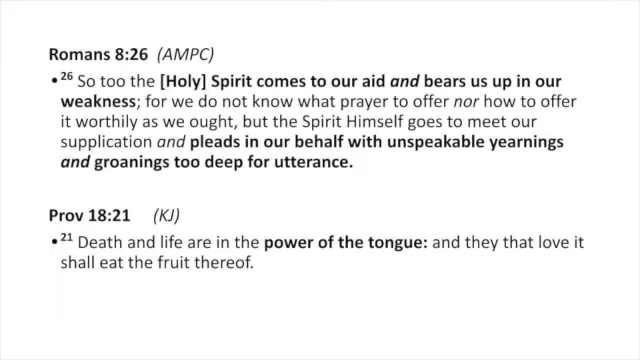 Romans 8:26 (AMPC)
• 26 So too the [Holy] Spirit comes to our aid and bears us up in our
weakness; for we do not know what prayer to offer nor how to offer
it worthily as we ought, but the Spirit Himself goes to meet our
supplication and pleads in our behalf with unspeakable yearnings
and groanings too deep for utterance.
Prov 18:21 (KJ)
• 21 Death and life are in the power of the tongue: and they that love it
shall eat the fruit thereof.